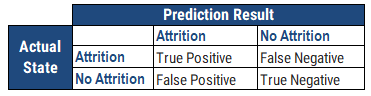 Prediction Result
Attrition No Attrition
Actual State
Attrition True Positive False Negative
No Attrition False Positive True Negative